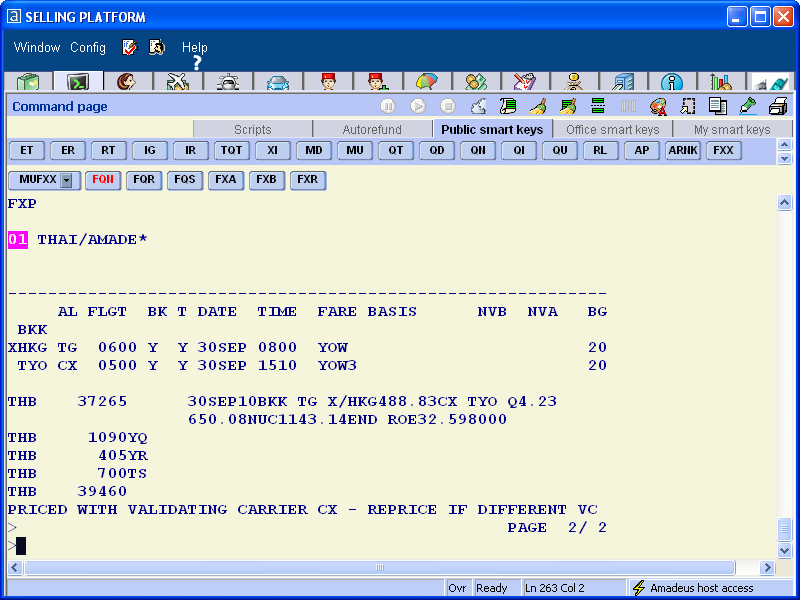 a SELLING PLATFORM
Window Config Help
?
Command page
Scripts Autorefund Public smart keys Office smart keys My smart keys
ET ER RT IG IR TQT XI MD MU QT QD QN QI QU RL AP ARNK FXX
MUFXX FQN FQR FQS FXA FXB FXR
FXP
01 THAI/AMADE*
------------------------------------------------------------
AL FLGT BK T DATE TIME FARE BASIS NVB NVA BG
BKK
XHKG TG 0600 Y Y 30SEP 0800 YOW 20
TYO CX 0500 Y Y 30SEP 1510 YOW3 20
THB 37265 30SEP10BKK TG X/HKG488.83CX TYO Q4.23
650.08NUC1143.14END ROE32.598000
THB 1090YQ
THB 405YR
THB 700TS
THB 39460
PRICED WITH VALIDATING CARRIER CX - REPRICE IF DIFFERENT VC
> PAGE 2/ 2
>
Ovr Ready Ln 263 Col 2 Amadeus host access